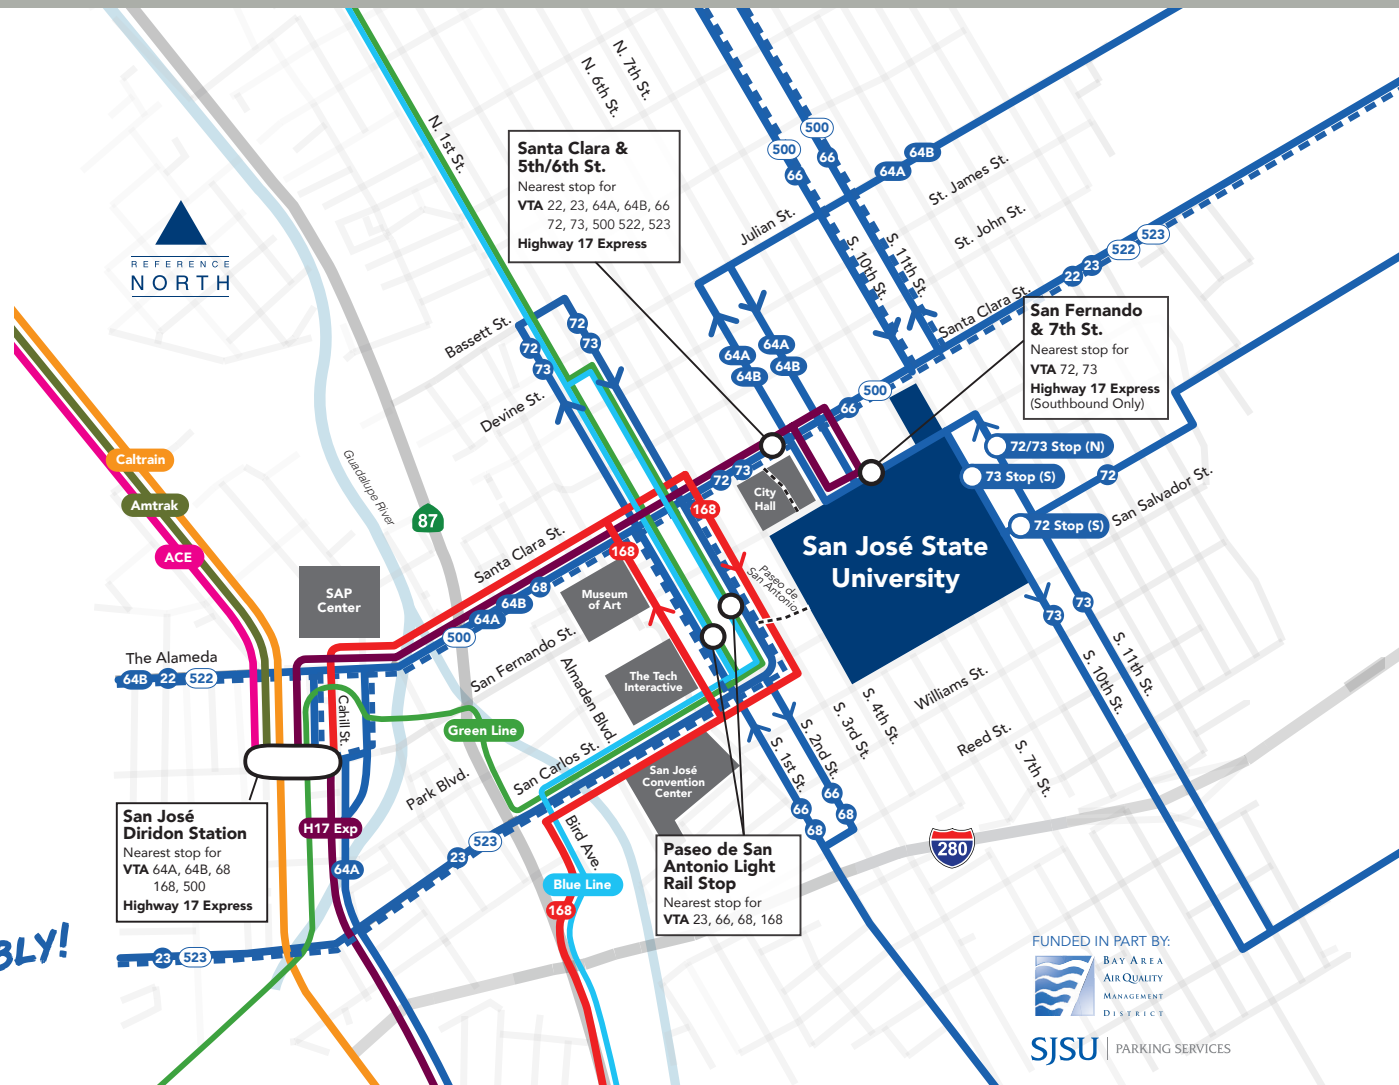 N. 7th St.
N. 6th St.
N. 1st St.
Santa Clara &
5th/6th St.
Nearest stop for
VTA 22, 23, 64A, 64B, 66
72, 73, 500 522, 523
Highway 17 Express
500
500
66
66
64B
64A
St. James St.
Julian St.
St. John St.
S. 10th St.
S. 11th St.
523
522
23
22
Santa Clara St.
REFERENCE
NORTH
San Fernando
& 7th St.
Nearest stop for
VTA 72, 73
Highway 17 Express
(Southbound Only)
Bassett St.
72
73
72
73
64A
64B
64A
64B
500
66
Devine St.
Guadalupe River
87
Caltrain
Amtrak
ACE
72/73 Stop (N)
73 Stop (S)
72
72 Stop (S)
San Salvador St.
72
73
City
Hall
168
168
San José State
University
Paseo de
San Antonio
Santa Clara St.
SAP
Center
Museum
of Art
68
64B
64A
500
San Fernando St.
73
73
The Alameda
64B
22
522
Cahill St.
Almaden Blvd.
The Tech
Interactive
S. 11th St.
S. 10th St.
Williams St.
S. 4th St.
S. 3rd St.
S. 2nd St.
S. 1st St.
Reed St.
S. 7th St.
Green Line
San Carlos St.
Park Blvd.
San José
Convention
Center
66
68
66
68
San José
Diridon Station
Nearest stop for
VTA 64A, 64B, 68
168, 500
Highway 17 Express
H17 Exp
64A
523
23
Bird Ave.
Blue Line
168
Paseo de San
Antonio Light
Rail Stop
Nearest stop for
VTA 23, 66, 68, 168
280
BLY!
23
523
FUNDED IN PART BY:
BAY AREA
AIR QUALITY
MANAGEMENT
DISTRICT
SJSU
PARKING SERVICES